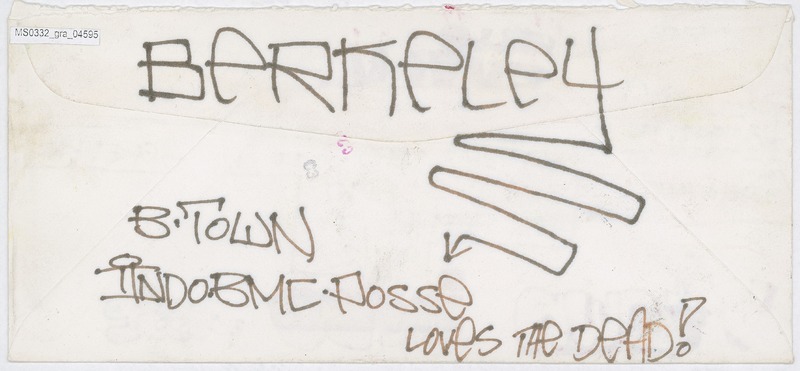 MS0332_gra_04595
BERKELEY
B·TOWN
INDO·BMC·POSSE
LOVES THE DEAD!